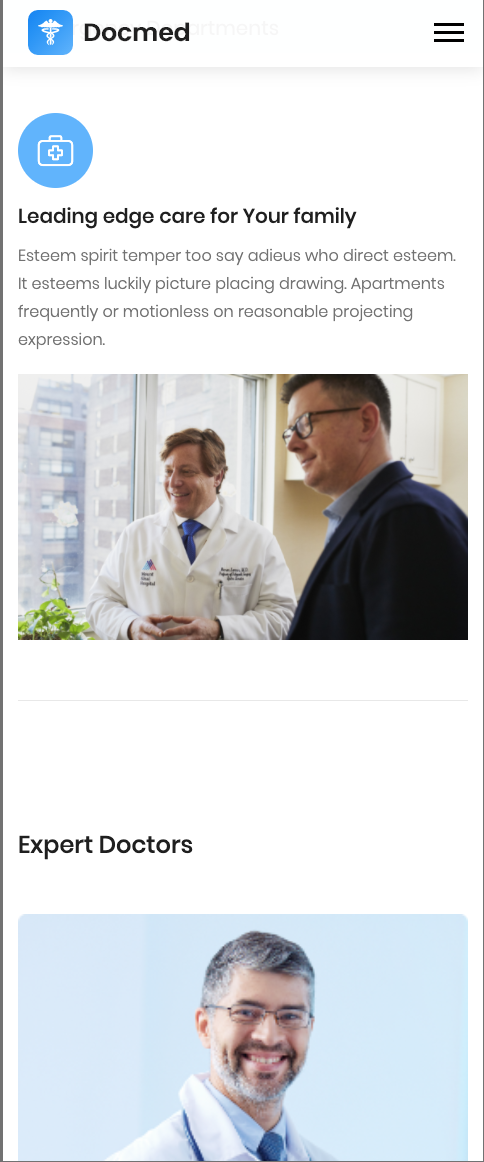 Docmed
Departments
Leading edge care for Your family
Esteem spirit temper too say adieus who direct esteem.
It esteems luckily picture placing drawing. Apartments
frequently or motionless on reasonable projecting
expression.
Expert Doctors